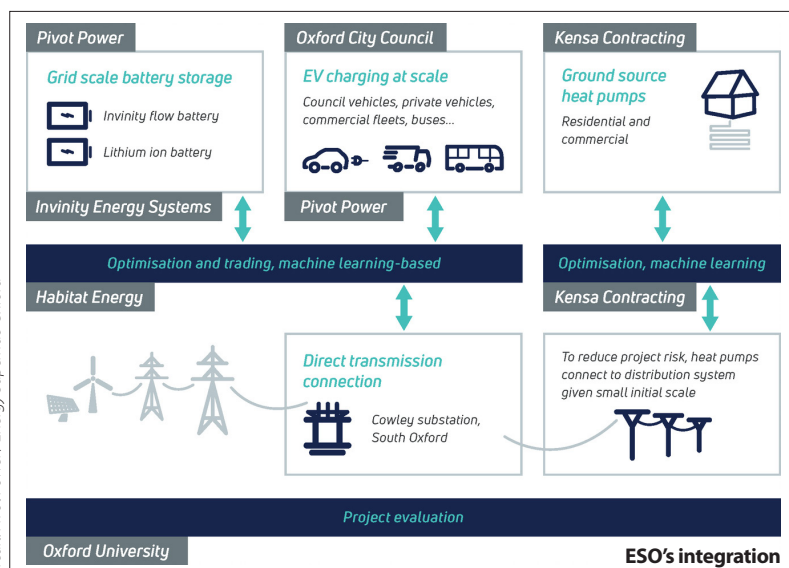 Pivot Power
Oxford City Council
Kensa Contracting
Grid scale battery storage
Invinity flow battery
Lithium ion battery
EV charging at scale
Council vehicles, private vehicles,
commercial fleets, buses...
Ground source
heat pumps
Residential and
commercial
Invinity Energy Systems
Pivot Power
Optimisation and trading, machine learning-based
Optimisation, machine learning
Habitat Energy
Kensa Contracting
Direct transmission
connection
Cowley substation,
South Oxford
To reduce project risk, heat pumps
connect to distribution system
given small initial scale
Project evaluation
Oxford University
ESO's integration